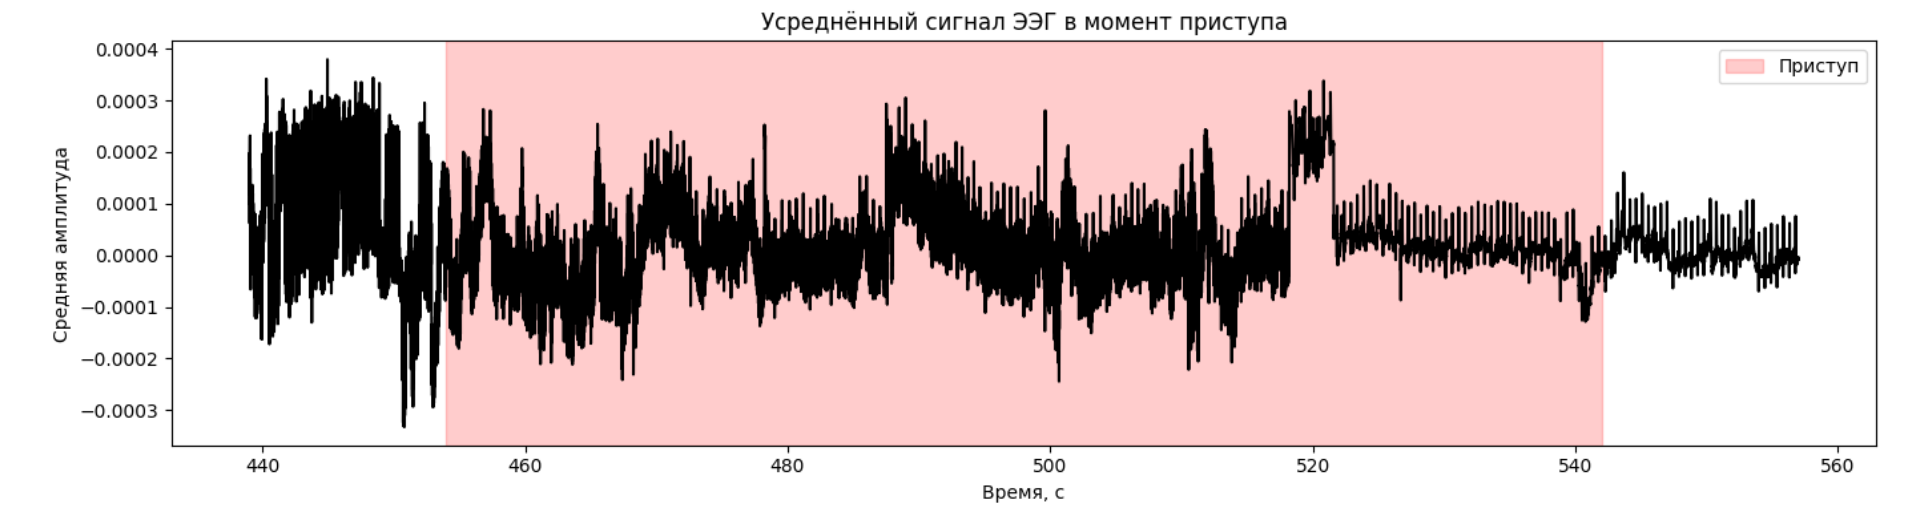 Усреднённый сигнал ЭЭГ в момент приступа
Приступ
Средняя амплитуда
0.0004
0.0003
0.0002
0.0001
0.0000
−0.0001
−0.0002
−0.0003
440 460 480 500 520 540 560
Время, с